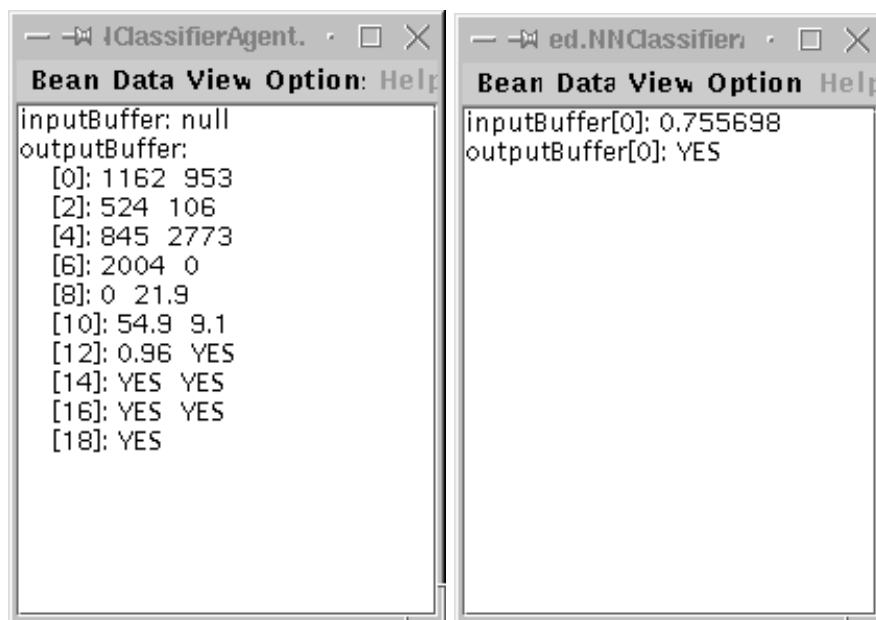 IClassifierAgent.
Bean Data View Option: Help
inputBuffer: null
outputBuffer:
[0]: 1162 953
[2]: 524 106
[4]: 845 2773
[6]: 2004 0
[8]: 0 21.9
[10]: 54.9 9.1
[12]: 0.96 YES
[14]: YES YES
[16]: YES YES
[18]: YES
ed.NNClassifier
Bean Data View Option Help
inputBuffer[0]: 0.755698
outputBuffer[0]: YES